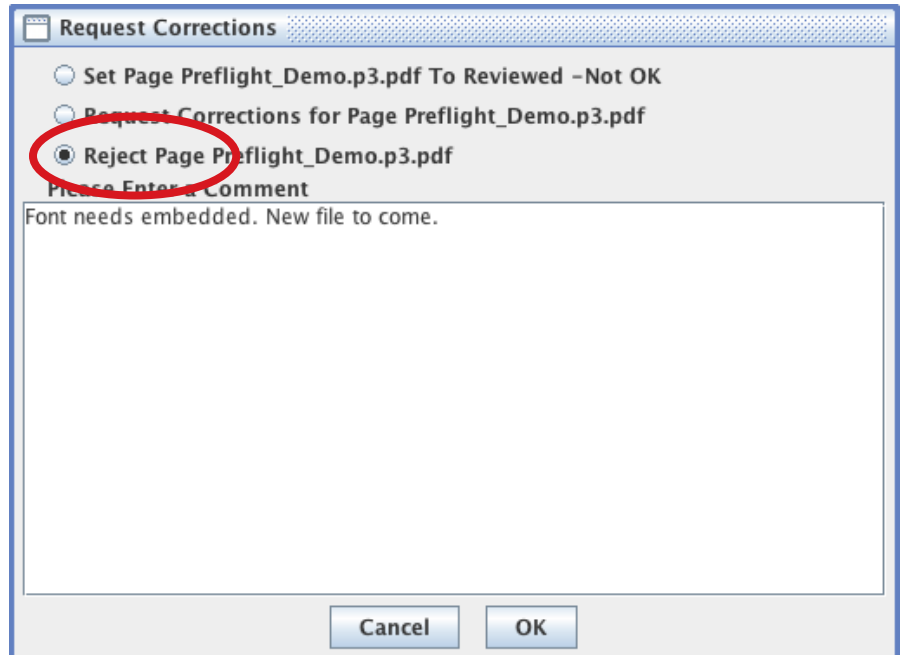 Request Corrections
Set Page Preflight_Demo.p3.pdf To Reviewed –Not OK
Request Corrections for Page Preflight_Demo.p3.pdf
Reject Page Preflight_Demo.p3.pdf
Please Enter a Comment
Font needs embedded. New file to come.
Cancel OK